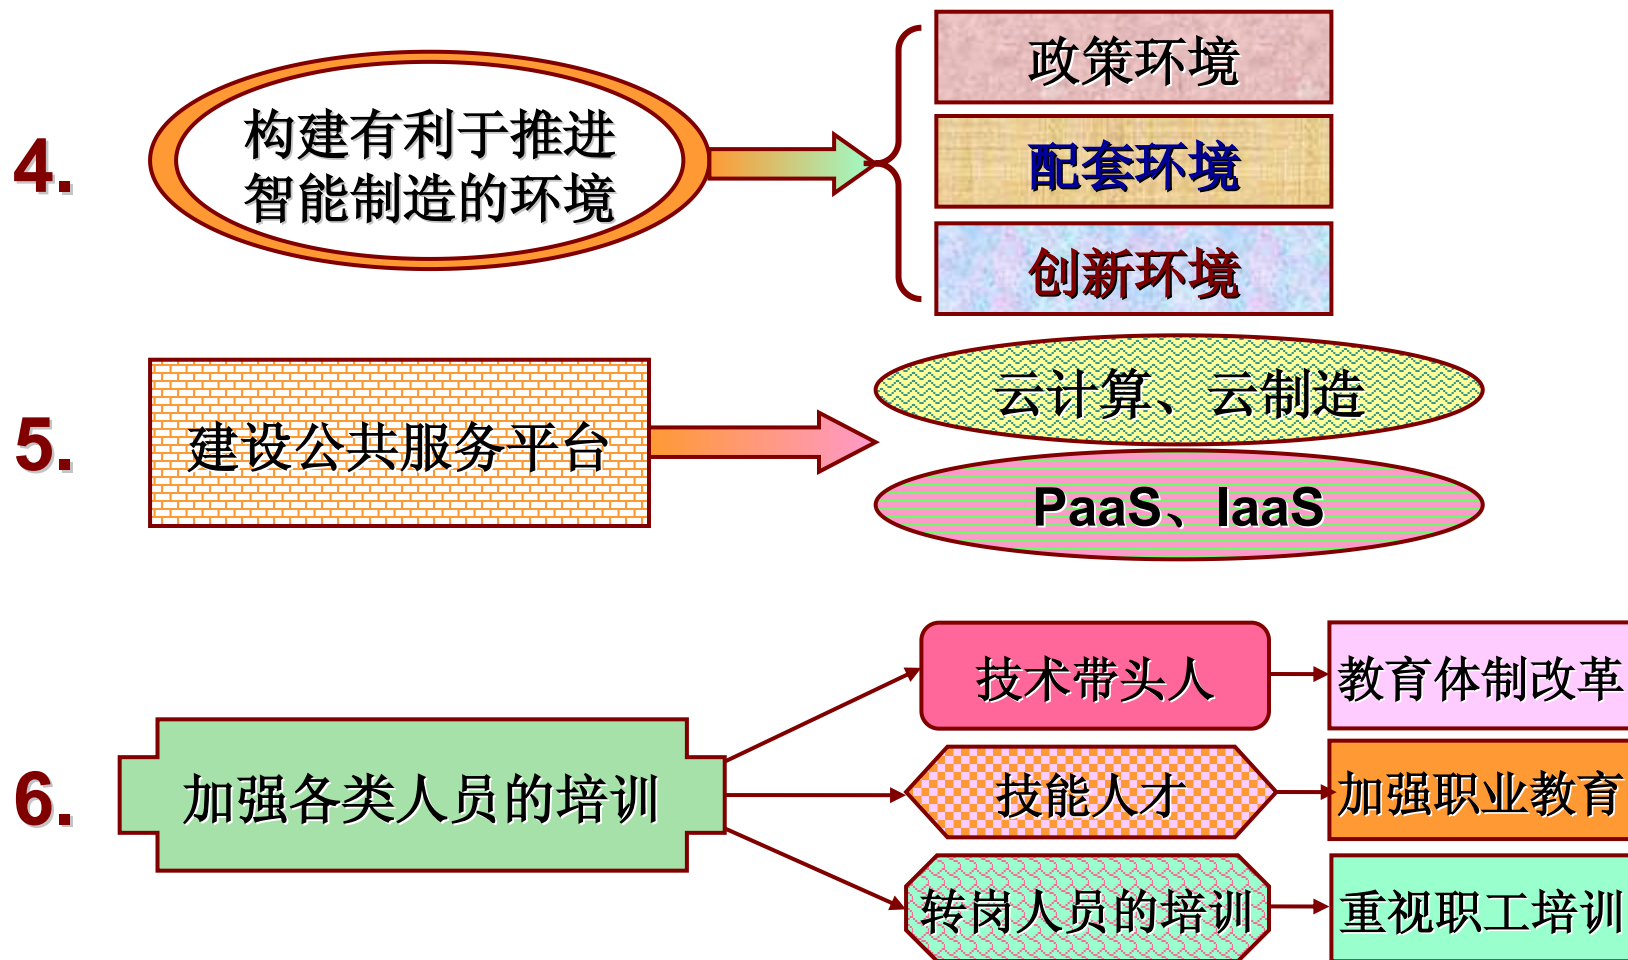 4.
构建有利于推进
智能制造的环境
政策环境
配套环境
创新环境
5.
建设公共服务平台
云计算、云制造
PaaS、IaaS
6.
加强各类人员的培训
技术带头人
教育体制改革
技能人才
加强职业教育
转岗人员的培训
重视职工培训